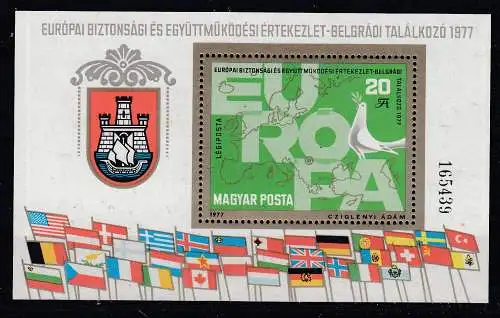 EURÓPAI BIZTONSÁGI ÉS EGYÜTTMŰKÖDÉSI ÉRTEKEZLET-BELGRÁDI TALÁLKOZÓ 1977
EURÓPAI BIZTONSÁGI ÉS EGYÜTTMŰKÖDÉSI ÉRTEKEZLET-BELGRÁDI
TALÁLKOZÓ 1977
20
Ft
EU
RÓ
PA
LÉGIPOSTA
MAGYAR POSTA
1977
CZIGLÉNYI ÁDÁM
165439